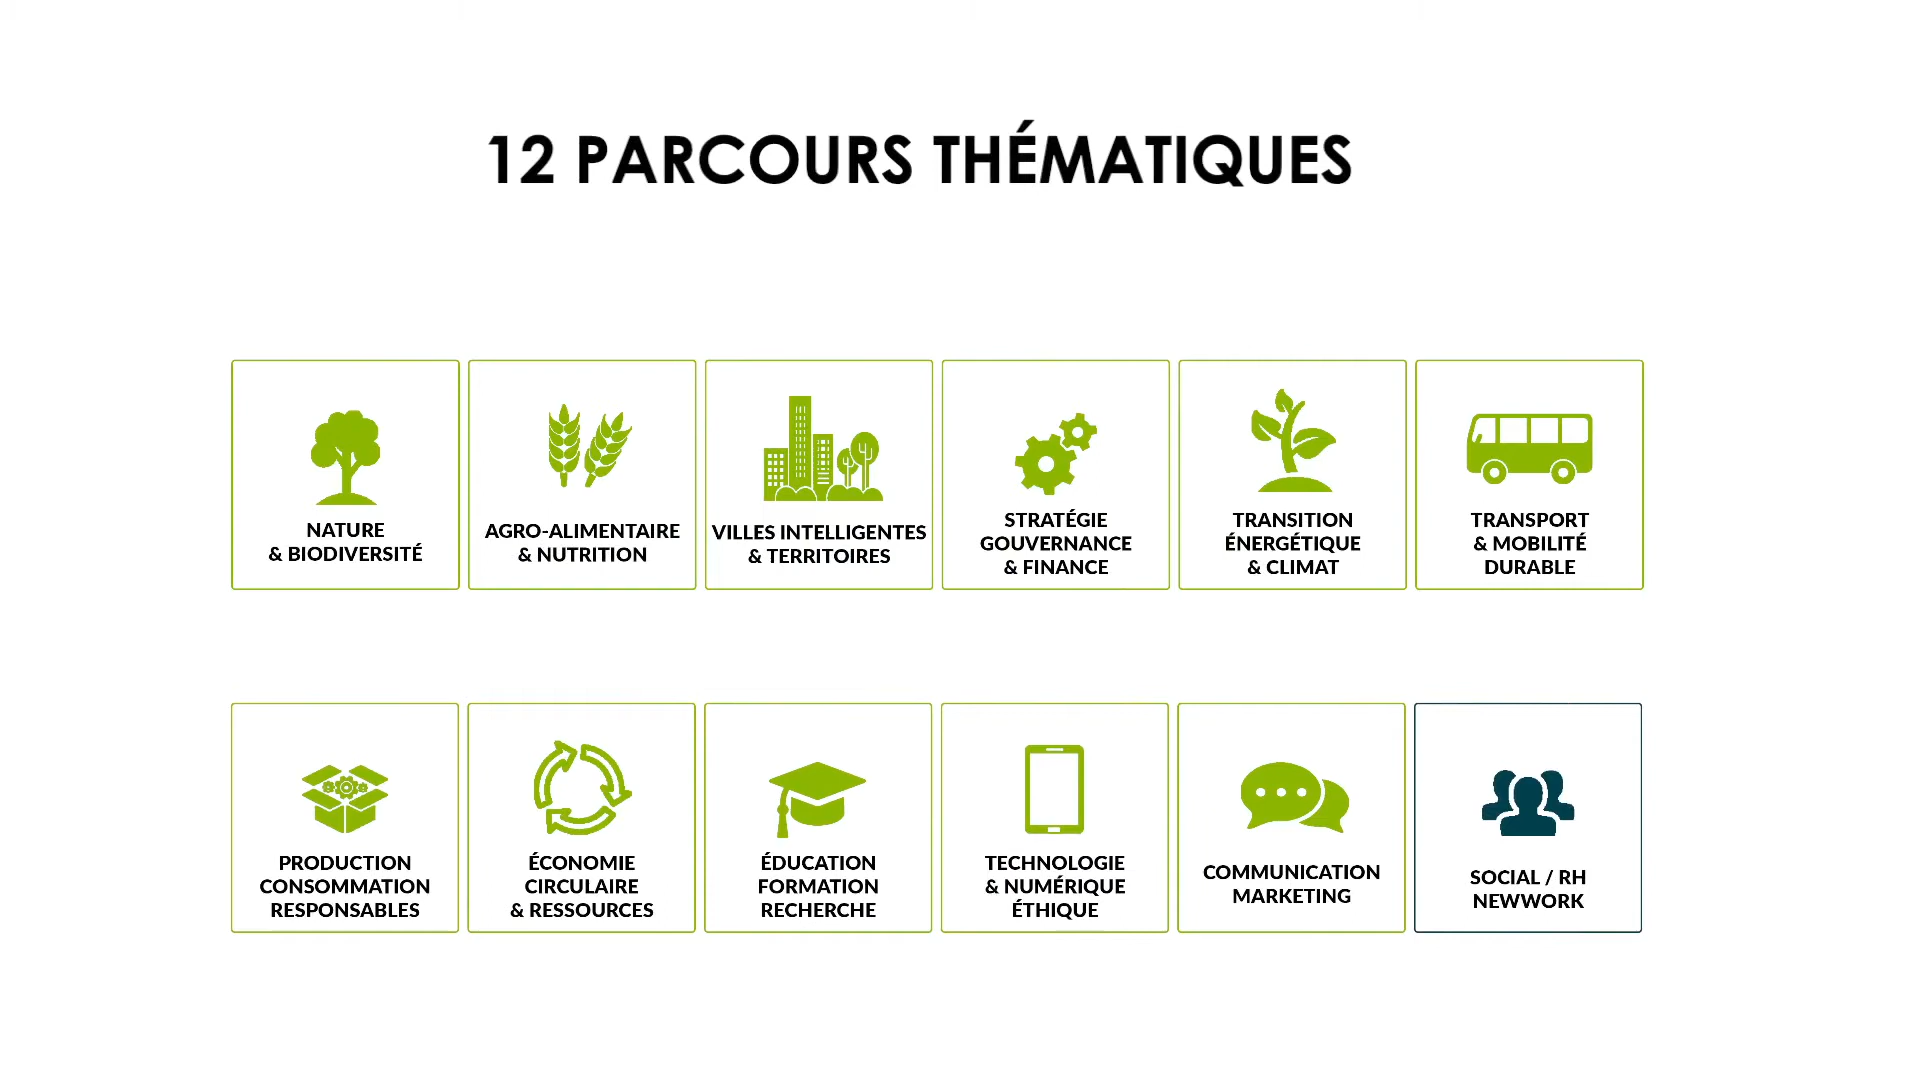 12 PARCOURS THÉMATIQUES
NATURE
& BIODIVERSITÉ
AGRO-ALIMENTAIRE
& NUTRITION
VILLES INTELLIGENTES
& TERRITOIRES
STRATÉGIE
GOUVERNANCE
& FINANCE
TRANSITION
ÉNERGÉTIQUE
& CLIMAT
TRANSPORT
& MOBILITÉ
DURABLE
PRODUCTION
CONSOMMATION
RESPONSABLES
ÉCONOMIE
CIRCULAIRE
& RESSOURCES
ÉDUCATION
FORMATION
RECHERCHE
TECHNOLOGIE
& NUMÉRIQUE
ÉTHIQUE
COMMUNICATION
MARKETING
SOCIAL / RH
NEWWORK